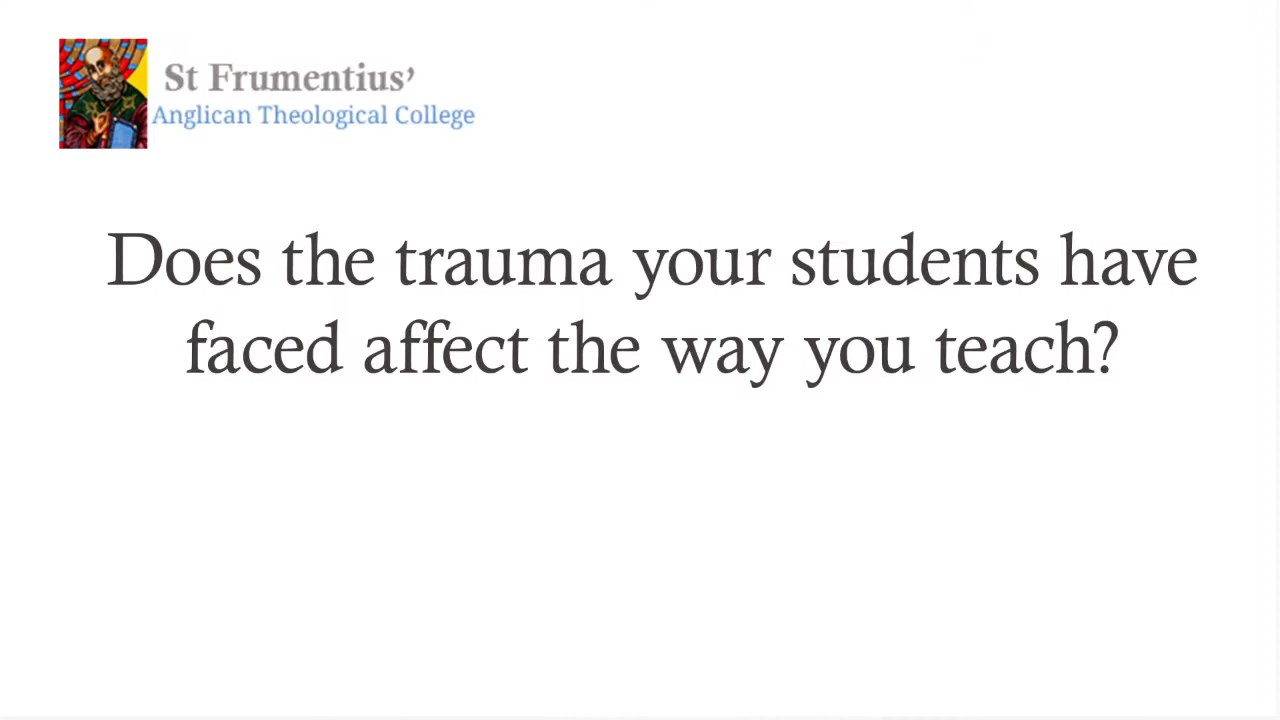 St Frumentius’
Anglican Theological College
Does the trauma your students have
faced affect the way you teach?